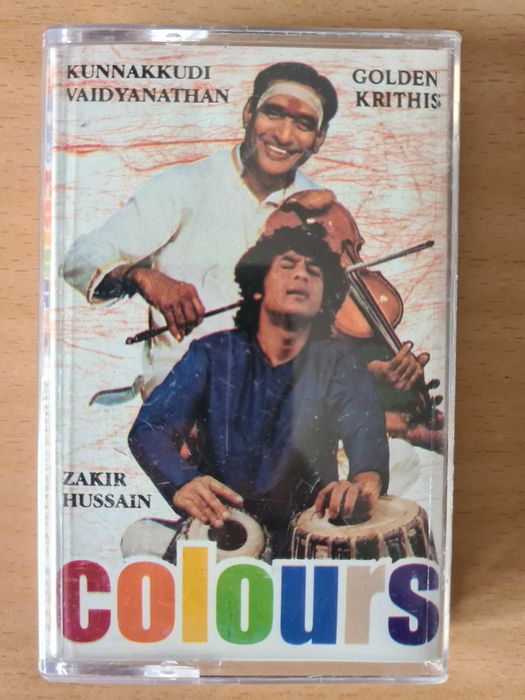 KUNNAKKUDI
VAIDYANATHAN
GOLDEN
KRITHIS
ZAKIR
HUSSAIN
colours